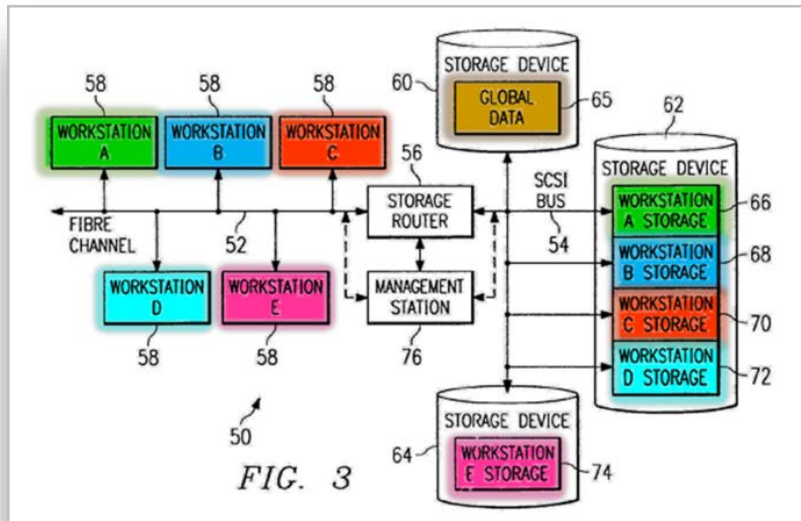 58
58
58
WORKSTATION
A
WORKSTATION
B
WORKSTATION
C
60
STORAGE DEVICE
GLOBAL
DATA
65
56
STORAGE
ROUTER
SCSI
BUS
54
FIBRE
CHANNEL
52
62
STORAGE DEVICE
WORKSTATION
A STORAGE
66
WORKSTATION
B STORAGE
68
WORKSTATION
C STORAGE
70
WORKSTATION
D STORAGE
72
WORKSTATION
D
58
WORKSTATION
E
58
MANAGEMENT
STATION
76
STORAGE DEVICE
64
WORKSTATION
E STORAGE
74
50
FIG. 3